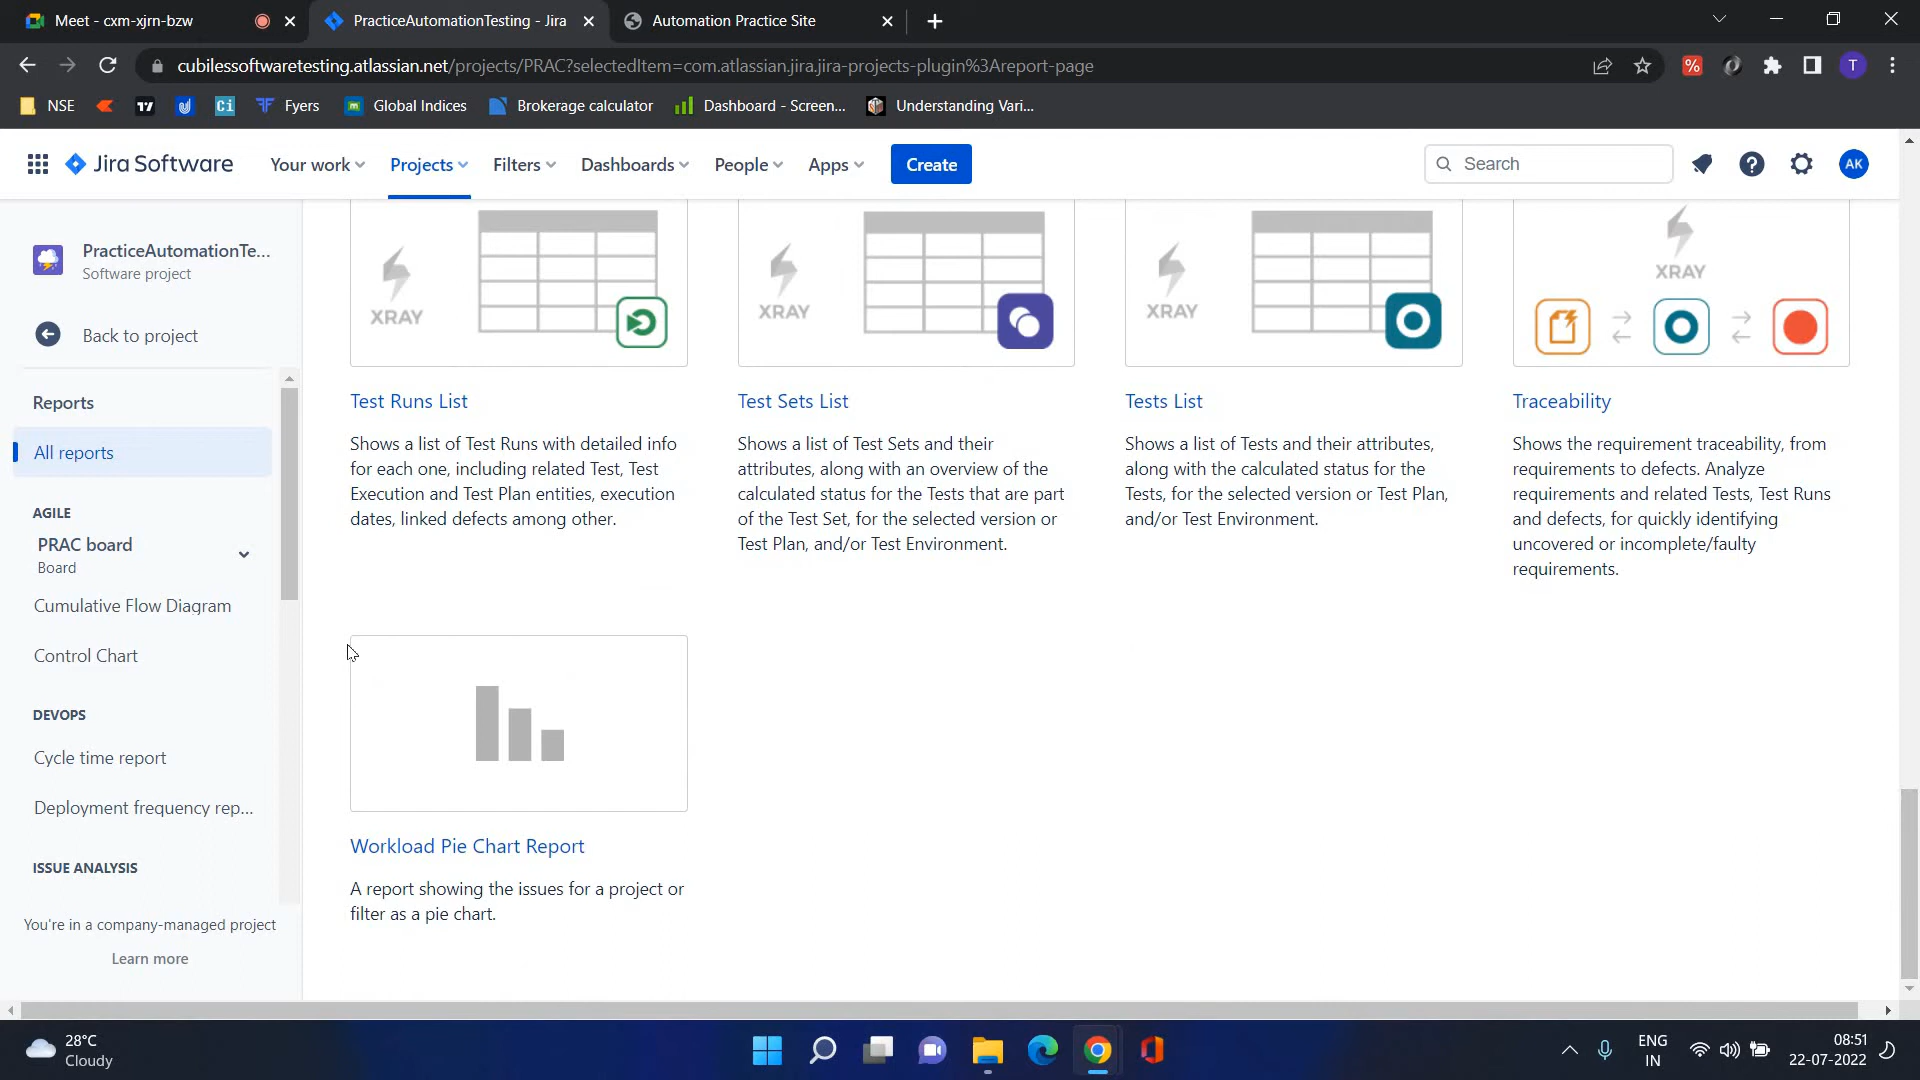 Meet - cxm-xjrn-bzw
PracticeAutomationTesting - Jira
Automation Practice Site
cubilessoftwaretesting.atlassian.net/projects/PRAC?selectedItem=com.atlassian.jira.jira-projects-plugin%3Areport-page
%
T
NSE
Ci
Fyers
Global Indices
Brokerage calculator
Dashboard - Screen...
Understanding Vari...
Jira Software
Your work
Projects
Filters
Dashboards
People
Apps
Create
Search
AK
PracticeAutomationTe...
Software project
Back to project
Reports
All reports
AGILE
PRAC board
Board
Cumulative Flow Diagram
Control Chart
DEVOPS
Cycle time report
Deployment frequency rep...
ISSUE ANALYSIS
You're in a company-managed project
Learn more
XRAY
XRAY
XRAY
XRAY
Test Runs List
Shows a list of Test Runs with detailed info
for each one, including related Test, Test
Execution and Test Plan entities, execution
dates, linked defects among other.
Test Sets List
Shows a list of Test Sets and their
attributes, along with an overview of the
calculated status for the Tests that are part
of the Test Set, for the selected version or
Test Plan, and/or Test Environment.
Tests List
Shows a list of Tests and their attributes,
along with the calculated status for the
Tests, for the selected version or Test Plan,
and/or Test Environment.
Traceability
Shows the requirement traceability, from
requirements to defects. Analyze
requirements and related Tests, Test Runs
and defects, for quickly identifying
uncovered or incomplete/faulty
requirements.
Workload Pie Chart Report
A report showing the issues for a project or
filter as a pie chart.
28°C
Cloudy
ENG
IN
08:51
22-07-2022